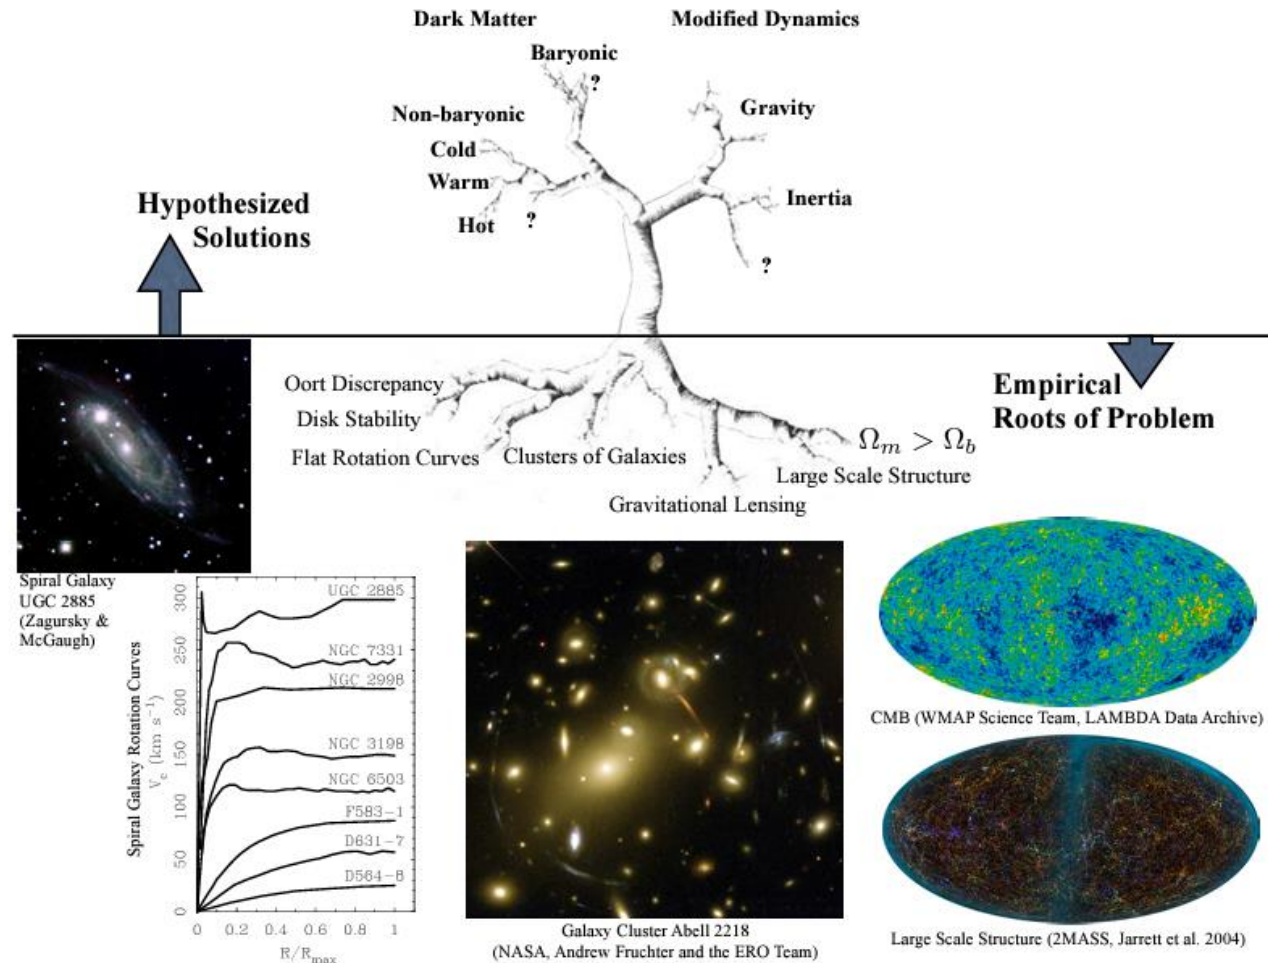 Dark Matter
Modified Dynamics
Baryonic
?
Non-baryonic
Gravity
Cold
Warm
Hot
?
Inertia
?
Hypothesized
Solutions
Empirical
Roots of Problem
Oort Discrepancy
Disk Stability
Flat Rotation Curves
Clusters of Galaxies
Gravitational Lensing
Large Scale Structure
Ωm > Ωb
Spiral Galaxy
UGC 2885
(Zagursky &
McGaugh)
Spiral Galaxy Rotation Curves
Vc (km s⁻¹)
300
250
200
150
100
50
0
UGC 2885
NGC 7331
NGC 2998
NGC 3198
NGC 6503
F583-1
D631-7
D564-8
0
0.2
0.4
0.6
0.8
1
R/Rmax
Galaxy Cluster Abell 2218
(NASA, Andrew Fruchter and the ERO Team)
CMB (WMAP Science Team, LAMBDA Data Archive)
Large Scale Structure (2MASS, Jarrett et al. 2004)